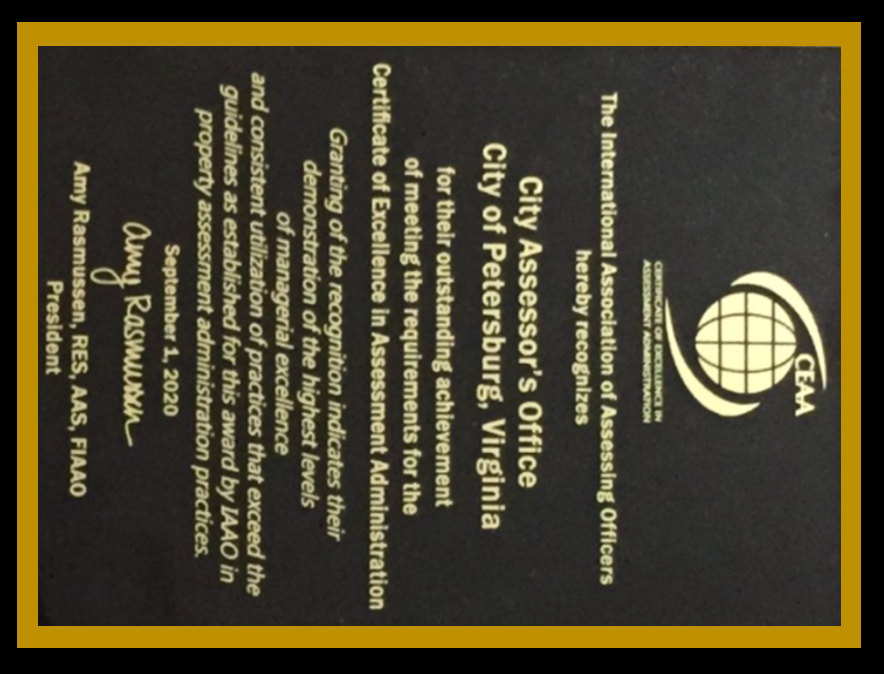 CEAA
CERTIFICATE OF EXCELLENCE IN
ASSESSMENT ADMINISTRATION
The International Association of Assessing Officers
hereby recognizes
City Assessor's Office
City of Petersburg, Virginia
for their outstanding achievement
of meeting the requirements for the
Certificate of Excellence in Assessment Administration
Granting of the recognition indicates their
demonstration of the highest levels
of managerial excellence
and consistent utilization of practices that exceed the
guidelines as established for this award by IAAO in
property assessment administration practices.
September 1, 2020
Amy Rasmussen
Amy Rasmussen, RES, AAS, FIAAO
President